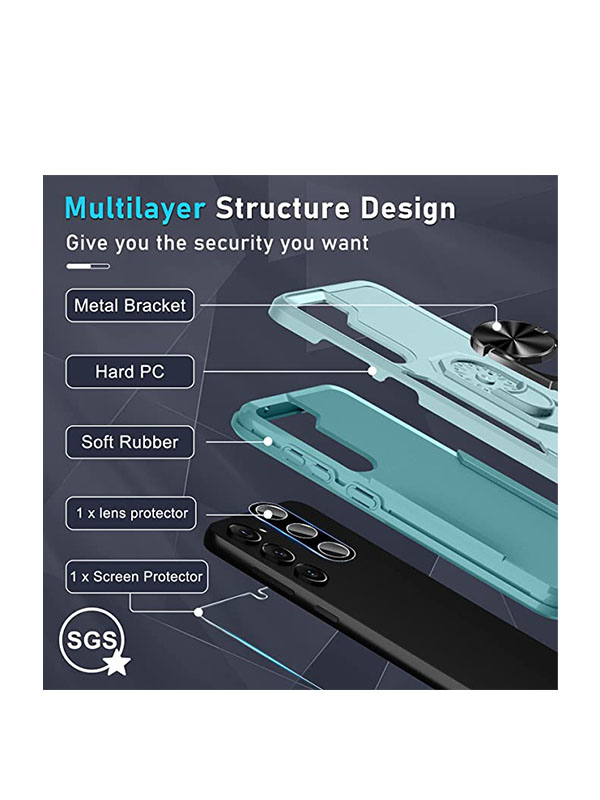 Multilayer Structure Design
Give you the security you want
Metal Bracket
Hard PC
Soft Rubber
1 x lens protector
1 x Screen Protector
SGS